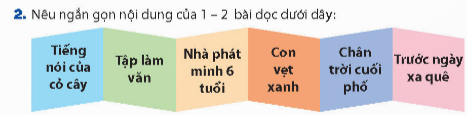 2. Nêu ngắn gọn nội dung của 1 – 2 bài đọc dưới đây:
Tiếng nói của cỏ cây
Tập làm văn
Nhà phát minh 6 tuổi
Con vẹt xanh
Chân trời cuối phố
Trước ngày xa quê